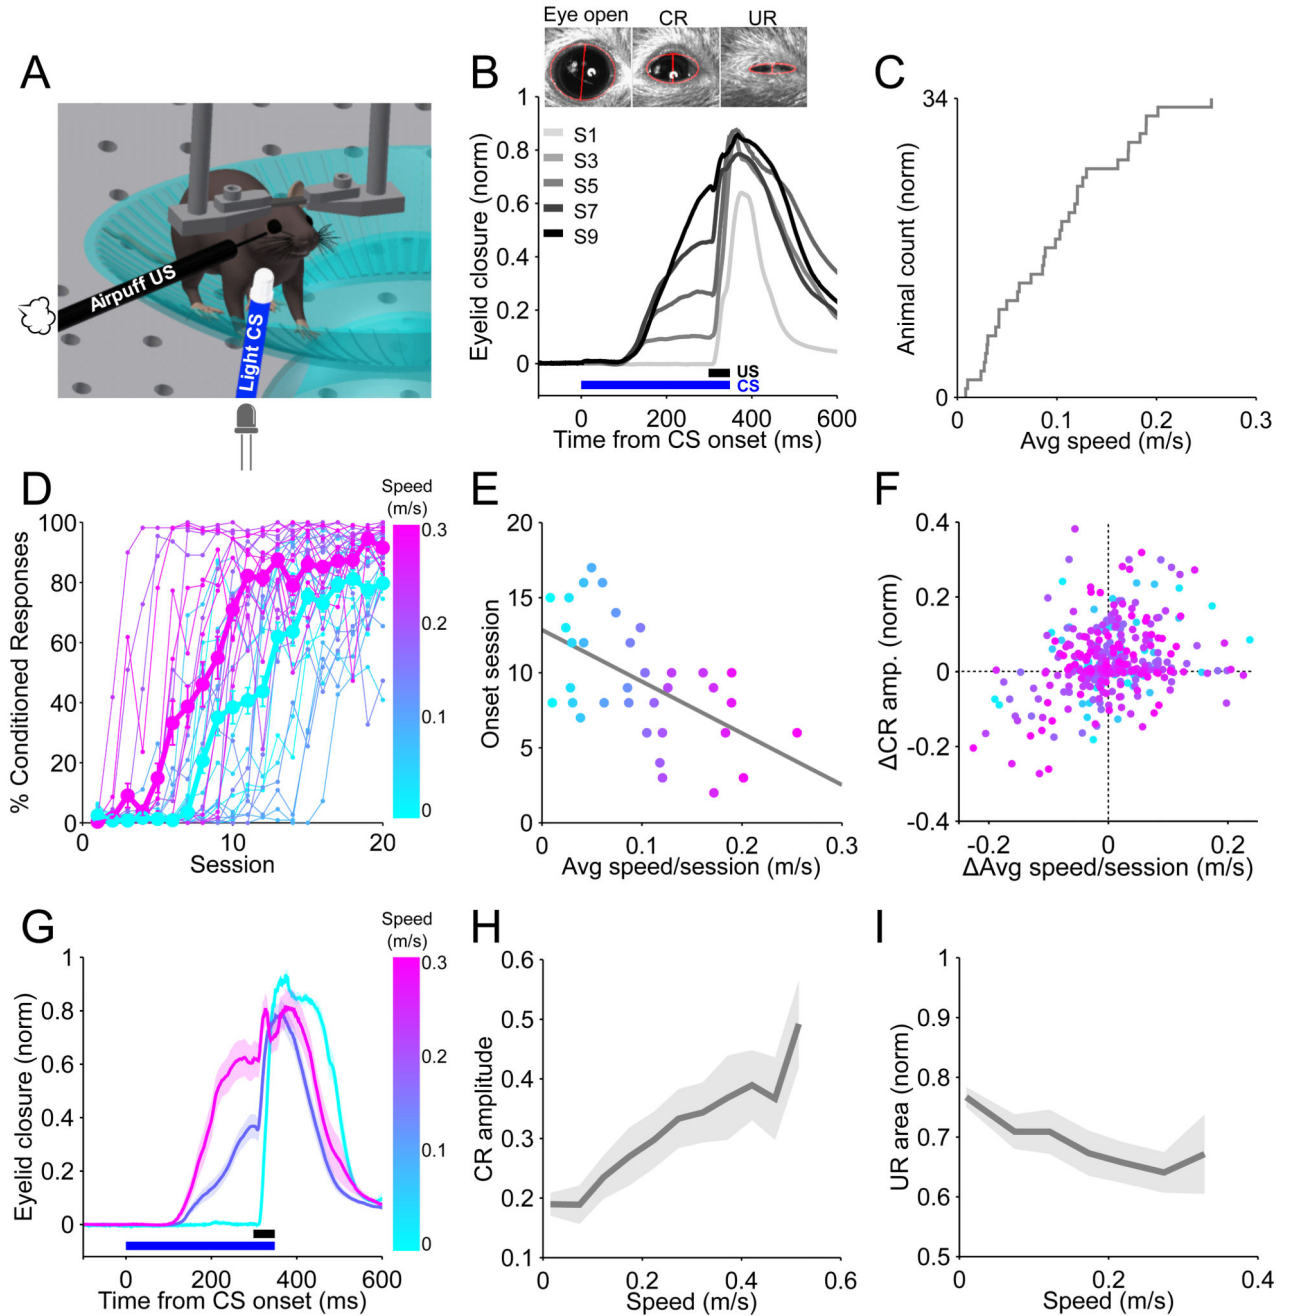 A
Airpuff US
Light CS
B
Eye open CR UR
Eyelid closure (norm)
1
0.8
0.6
0.4
0.2
0
S1
S3
S5
S7
S9
US
CS
0 200 400 600
Time from CS onset (ms)
C
Animal count (norm)
34
0
0 0.1 0.2 0.3
Avg speed (m/s)
D
Speed
(m/s)
% Conditioned Responses
100
80
60
40
20
0
0 10 20
Session
0.3
0.2
0.1
0
E
Onset session
20
15
10
5
0
0 0.1 0.2 0.3
Avg speed/session (m/s)
F
ΔCR amp. (norm)
0.4
0.2
0
-0.2
-0.4
-0.2 0 0.2
ΔAvg speed/session (m/s)
G
Speed
(m/s)
Eyelid closure (norm)
1
0.8
0.6
0.4
0.2
0
0 200 400 600
Time from CS onset (ms)
0.3
0.2
0.1
0
H
CR amplitude
0.6
0.5
0.4
0.3
0.2
0.1
0 0.2 0.4 0.6
Speed (m/s)
I
UR area (norm)
1
0.9
0.8
0.7
0.6
0.5
0 0.2 0.4
Speed (m/s)